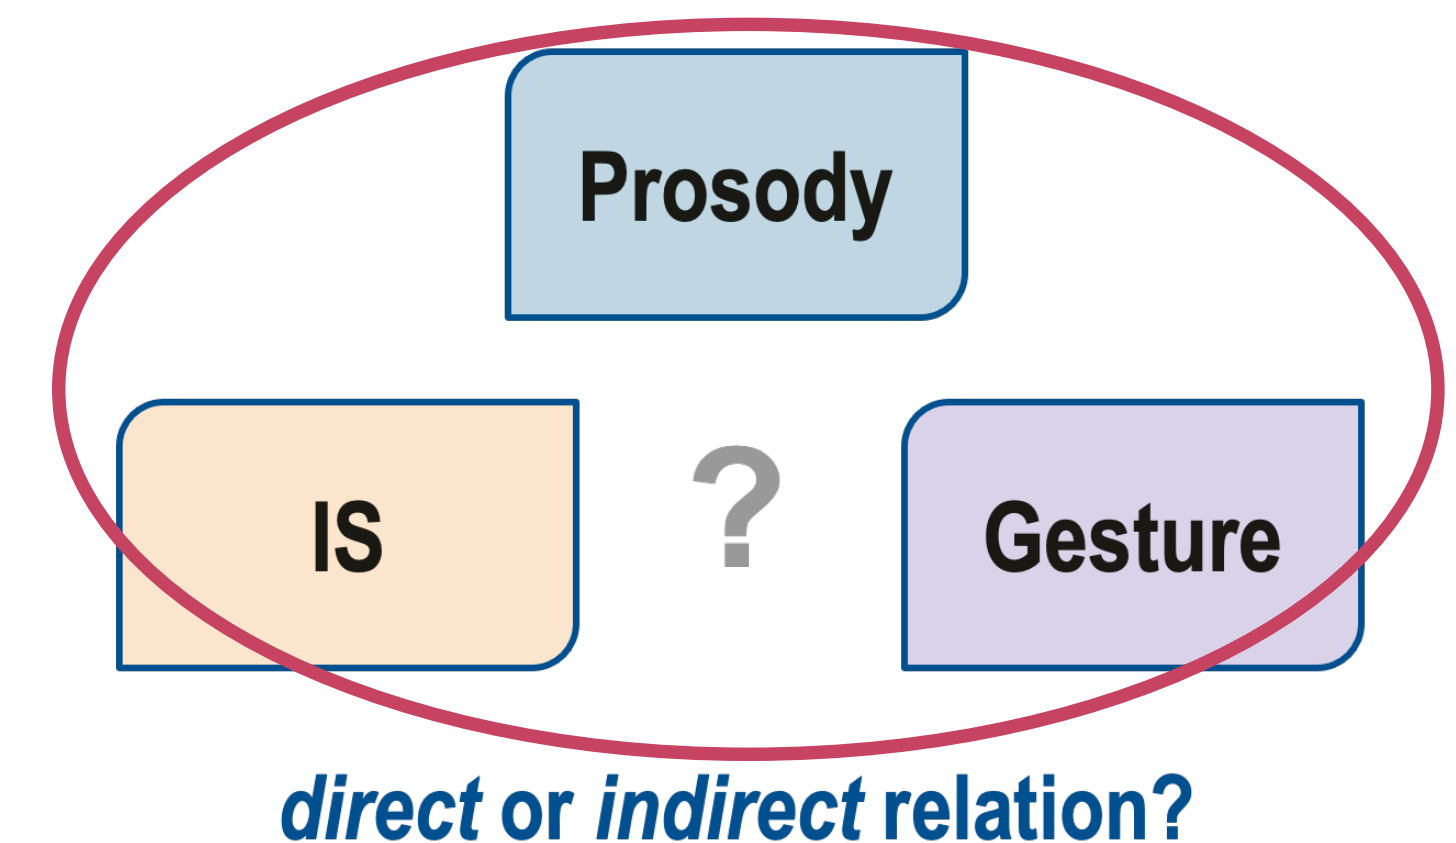 Prosody
IS
?
Gesture
direct or indirect relation?